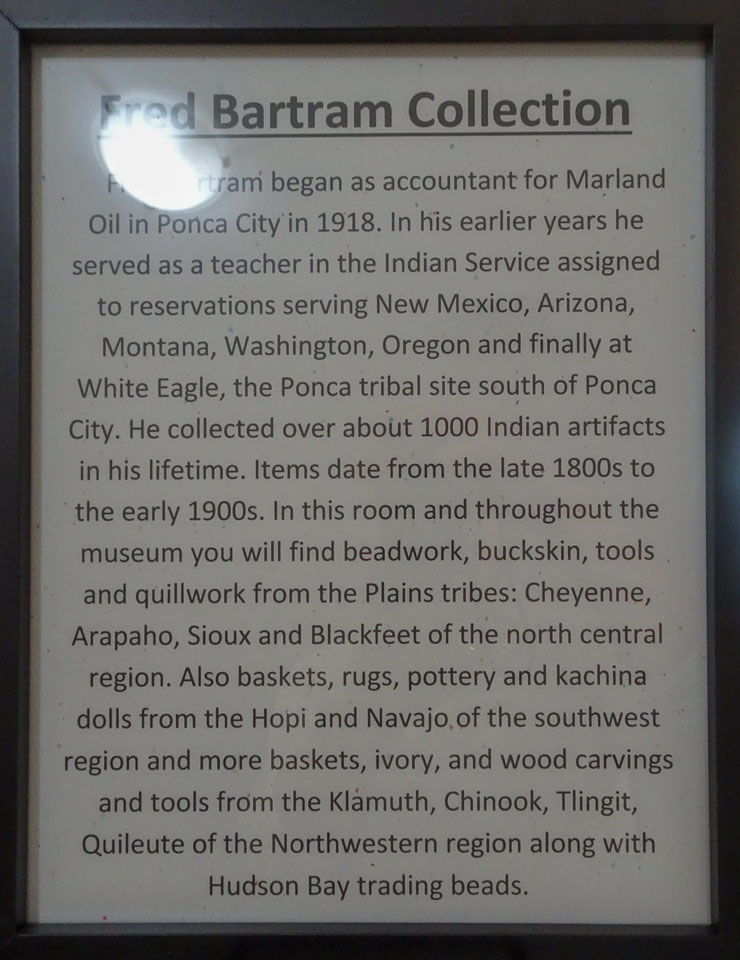 Fred Bartram Collection
Bartram began as accountant for Marland
Oil in Ponca City in 1918. In his earlier years he
served as a teacher in the Indian Service assigned
to reservations serving New Mexico, Arizona,
Montana, Washington, Oregon and finally at
White Eagle, the Ponca tribal site south of Ponca
City. He collected over about 1000 Indian artifacts
in his lifetime. Items date from the late 1800s to
the early 1900s. In this room and throughout the
museum you will find beadwork, buckskin, tools
and quillwork from the Plains tribes: Cheyenne,
Arapaho, Sioux and Blackfeet of the north central
region. Also baskets, rugs, pottery and kachina
dolls from the Hopi and Navajo of the southwest
region and more baskets, ivory, and wood carvings
and tools from the Klamuth, Chinook, Tlingit,
Quileute of the Northwestern region along with
Hudson Bay trading beads.